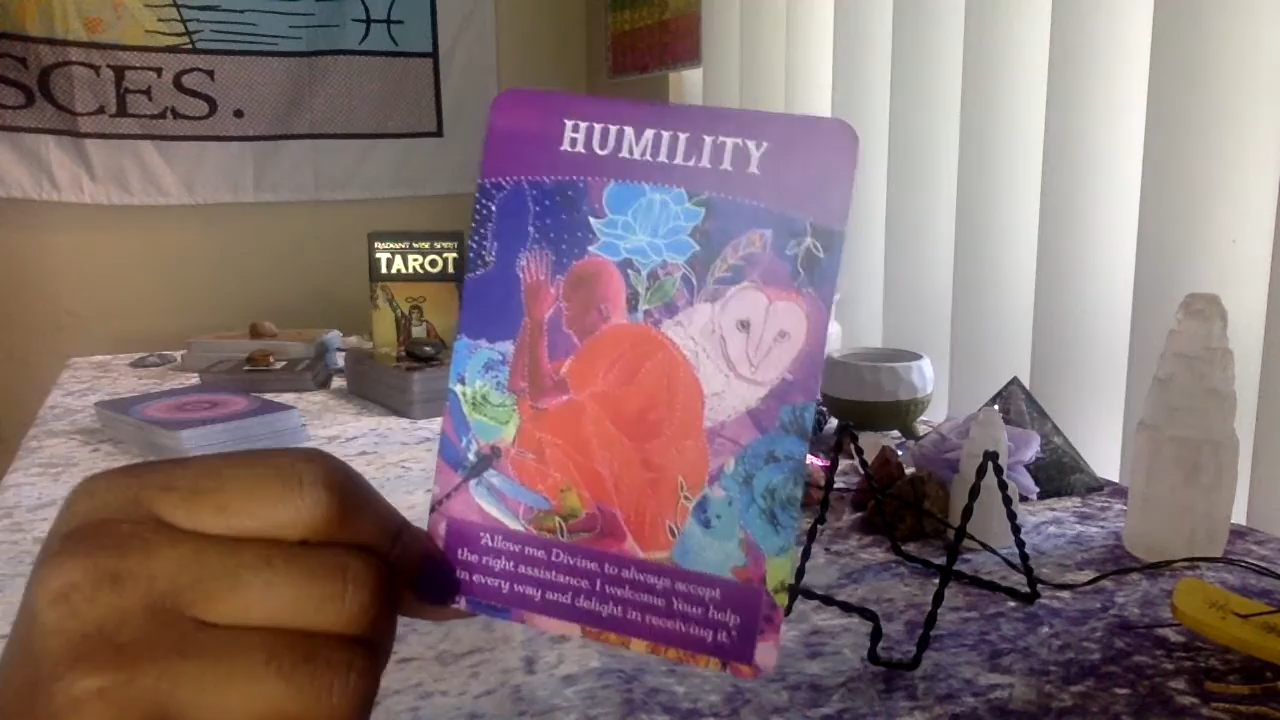 SCES.
HUMILITY
RADIANT WISE SPIRIT
TAROT
"Allow me, Divine, to always accept
the right assistance. I welcome Your help
in every way and delight in receiving it."